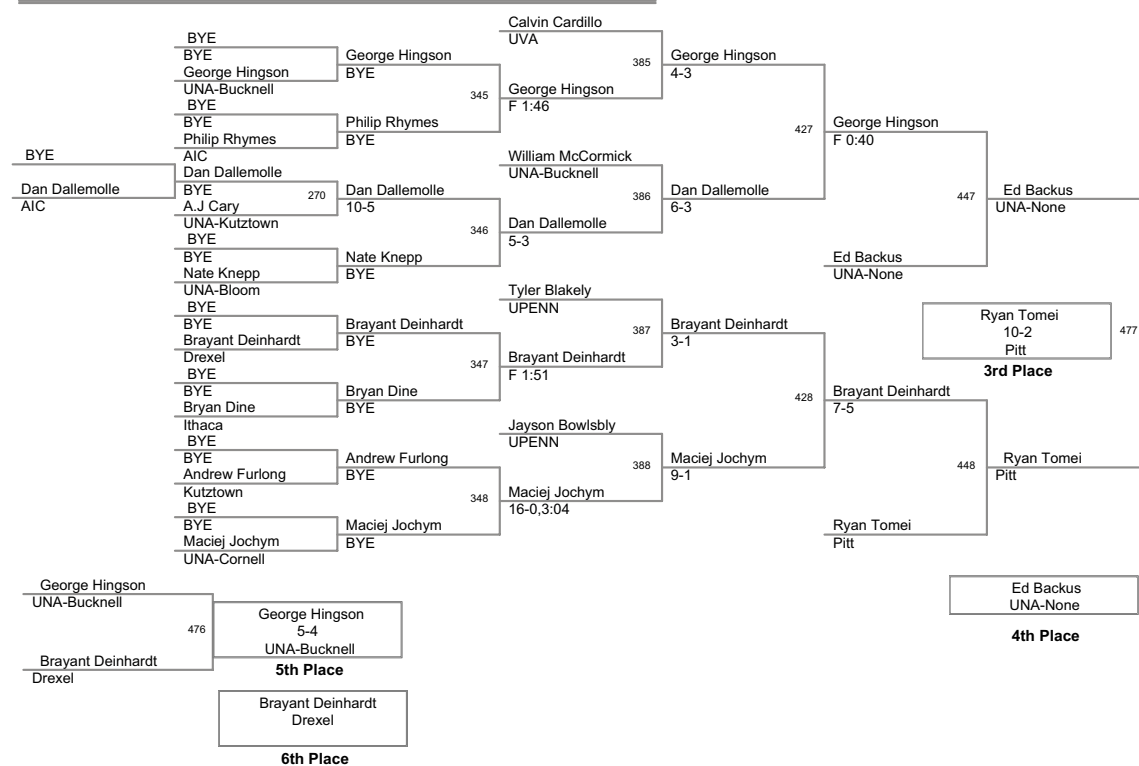 Calvin Cardillo
UVA
BYE
BYE
George Hingson
UNA-Bucknell
George Hingson
BYE
385
George Hingson
4-3
345
George Hingson
F 1:46
BYE
BYE
Philip Rhymes
AIC
Philip Rhymes
BYE
427
George Hingson
F 0:40
BYE
Dan Dallemolle
AIC
William McCormick
UNA-Bucknell
Dan Dallemolle
BYE
A.J Cary
UNA-Kutztown
270
Dan Dallemolle
10-5
386
Dan Dallemolle
6-3
447
Ed Backus
UNA-None
346
Dan Dallemolle
5-3
BYE
BYE
Nate Knepp
UNA-Bloom
Nate Knepp
BYE
Ed Backus
UNA-None
Tyler Blakely
UPENN
BYE
BYE
Brayant Deinhardt
Drexel
Brayant Deinhardt
BYE
387
Brayant Deinhardt
3-1
Ryan Tomei
10-2
Pitt
477
3rd Place
347
Brayant Deinhardt
F 1:51
BYE
BYE
Bryan Dine
Ithaca
Bryan Dine
BYE
428
Brayant Deinhardt
7-5
Jayson Bowlsbly
UPENN
BYE
BYE
Andrew Furlong
Kutztown
Andrew Furlong
BYE
388
Maciej Jochym
9-1
448
Ryan Tomei
Pitt
348
Maciej Jochym
16-0,3:04
BYE
BYE
Maciej Jochym
UNA-Cornell
Maciej Jochym
BYE
Ryan Tomei
Pitt
George Hingson
UNA-Bucknell
476
Brayant Deinhardt
Drexel
George Hingson
5-4
UNA-Bucknell
5th Place
Brayant Deinhardt
Drexel
6th Place
Ed Backus
UNA-None
4th Place